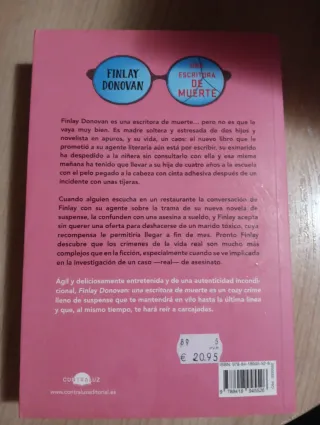 FINLAY
DONOVAN
UNA
ESCRITORA
DE
MUERTE
Finlay Donovan es una escritora de muerte... pero no es que le
vaya muy bien. Es madre soltera y estresada de dos hijos y
novelista en apuros, y su vida, un caos: el nuevo libro que le
prometió a su agente literaria aún está por escribir, su exmarido
ha despedido a la niñera sin consultarlo con ella y esa misma
mañana ha tenido que llevar a su hija de cuatro años a la escuela
con el pelo pegado a la cabeza con cinta adhesiva después de un
incidente con unas tijeras.
Cuando alguien escucha en un restaurante la conversación de
Finlay con su agente sobre la trama de su nueva novela de
suspense, la confunden con una asesina a sueldo, y Finlay acepta
sin querer una oferta para deshacerse de un marido tóxico, cuya
recompensa le permitiría llegar a fin de mes. Pronto Finlay
descubre que los crímenes de la vida real son mucho más
complejos que en la ficción, especialmente cuando se ve implicada
en la investigación de un caso —real— de asesinato.
Ágil y deliciosamente entretenida y de una autenticidad incondi-
cional, Finlay Donovan: una escritora de muerte es un cozy crime
lleno de suspense que te mantendrá en vilo hasta la última línea
y que, al mismo tiempo, te hará reír a carcajadas.
€ 20,95
CONTRALUZ
www.contraluzeditorial.es